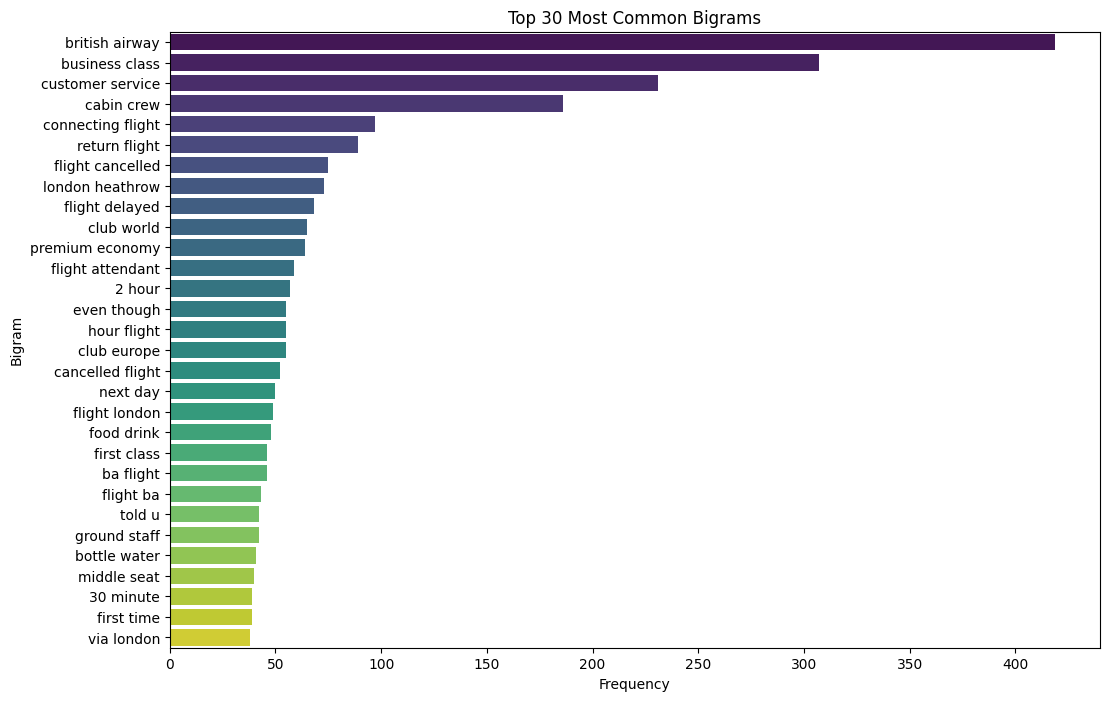 Top 30 Most Common Bigrams
british airway
business class
customer service
cabin crew
connecting flight
return flight
flight cancelled
london heathrow
flight delayed
club world
premium economy
flight attendant
2 hour
even though
hour flight
club europe
cancelled flight
next day
flight london
food drink
first class
ba flight
flight ba
told u
ground staff
bottle water
middle seat
30 minute
first time
via london
Bigram
0 50 100 150 200 250 300 350 400
Frequency